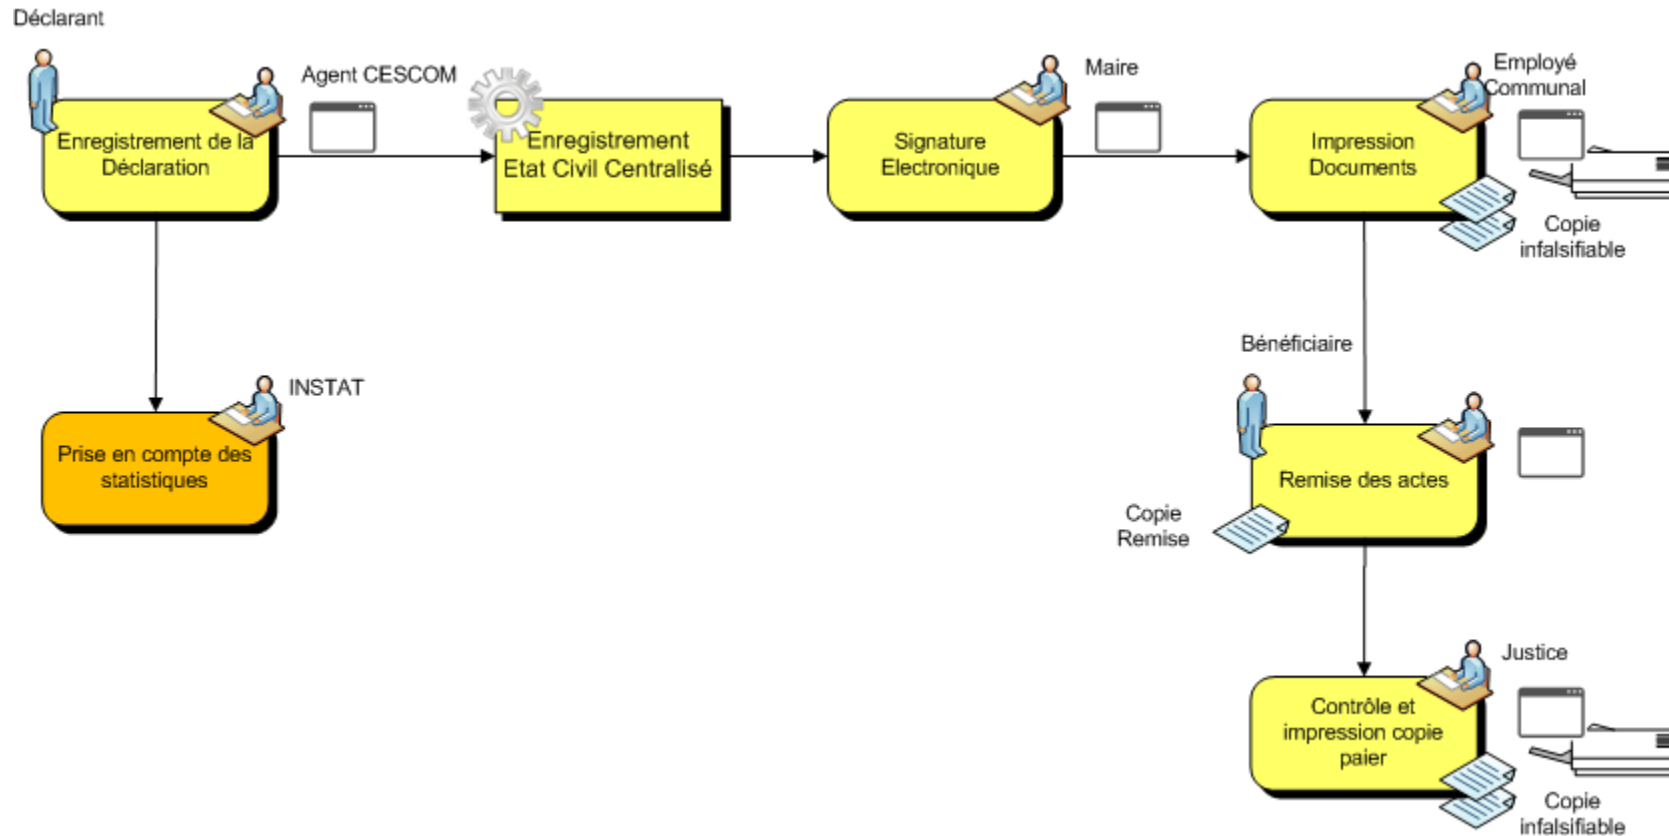 Déclarant
Agent CESCOM
Enregistrement de la
Déclaration
Enregistrement
Etat Civil Centralisé
Maire
Signature
Electronique
Employé
Communal
Impression
Documents
Copie
infalsifiable
INSTAT
Prise en compte des
statistiques
Bénéficiaire
Remise des actes
Copie
Remise
Justice
Contrôle et
impression copie
paier
Copie
infalsifiable